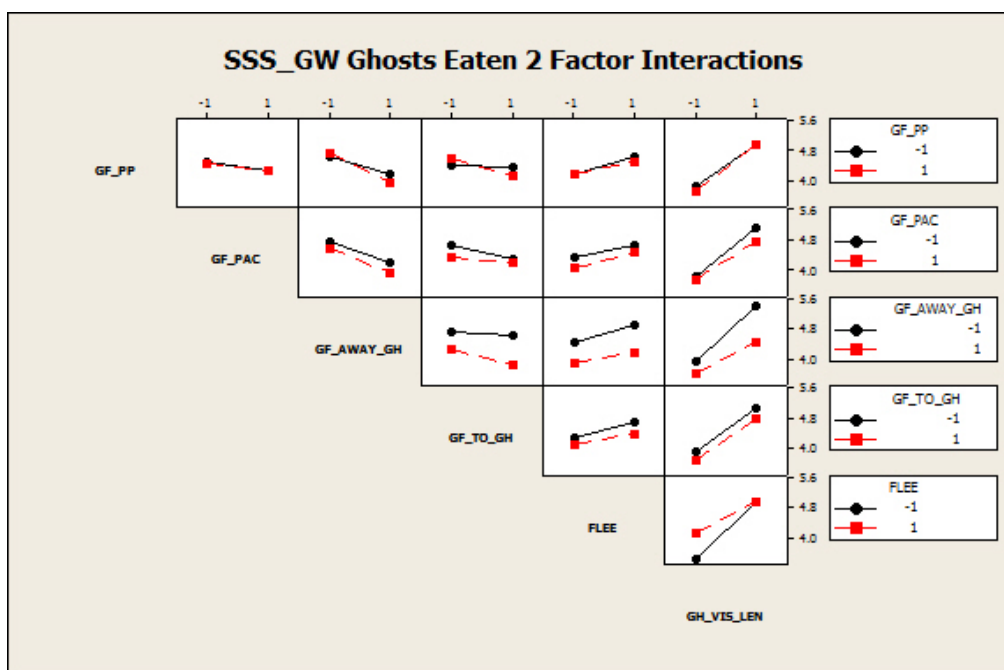 SSS_GW Ghosts Eaten 2 Factor Interactions
-1 1 -1 1 -1 1 -1 1 -1 1
GF_PP
5.6
4.8
4.0
GF_PP
-1
1
GF_PAC
5.6
4.8
4.0
GF_PAC
-1
1
GF_AWAY_GH
5.6
4.8
4.0
GF_AWAY_GH
-1
1
GF_TO_GH
5.6
4.8
4.0
GF_TO_GH
-1
1
FLEE
5.6
4.8
4.0
FLEE
-1
1
GH_VIS_LEN